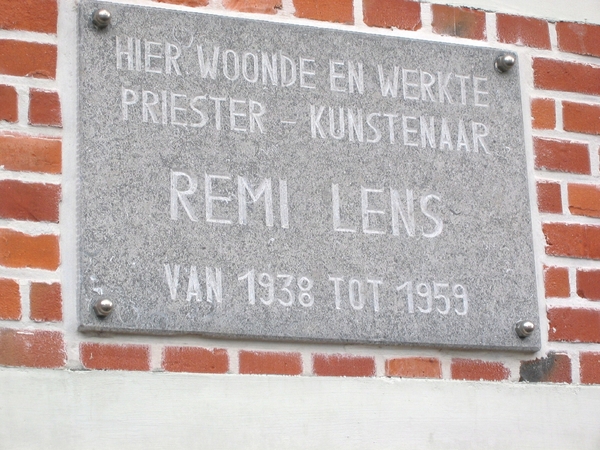 HIER WOONDE EN WERKTE
PRIESTER - KUNSTENAAR
REMI LENS
VAN 1938 TOT 1959